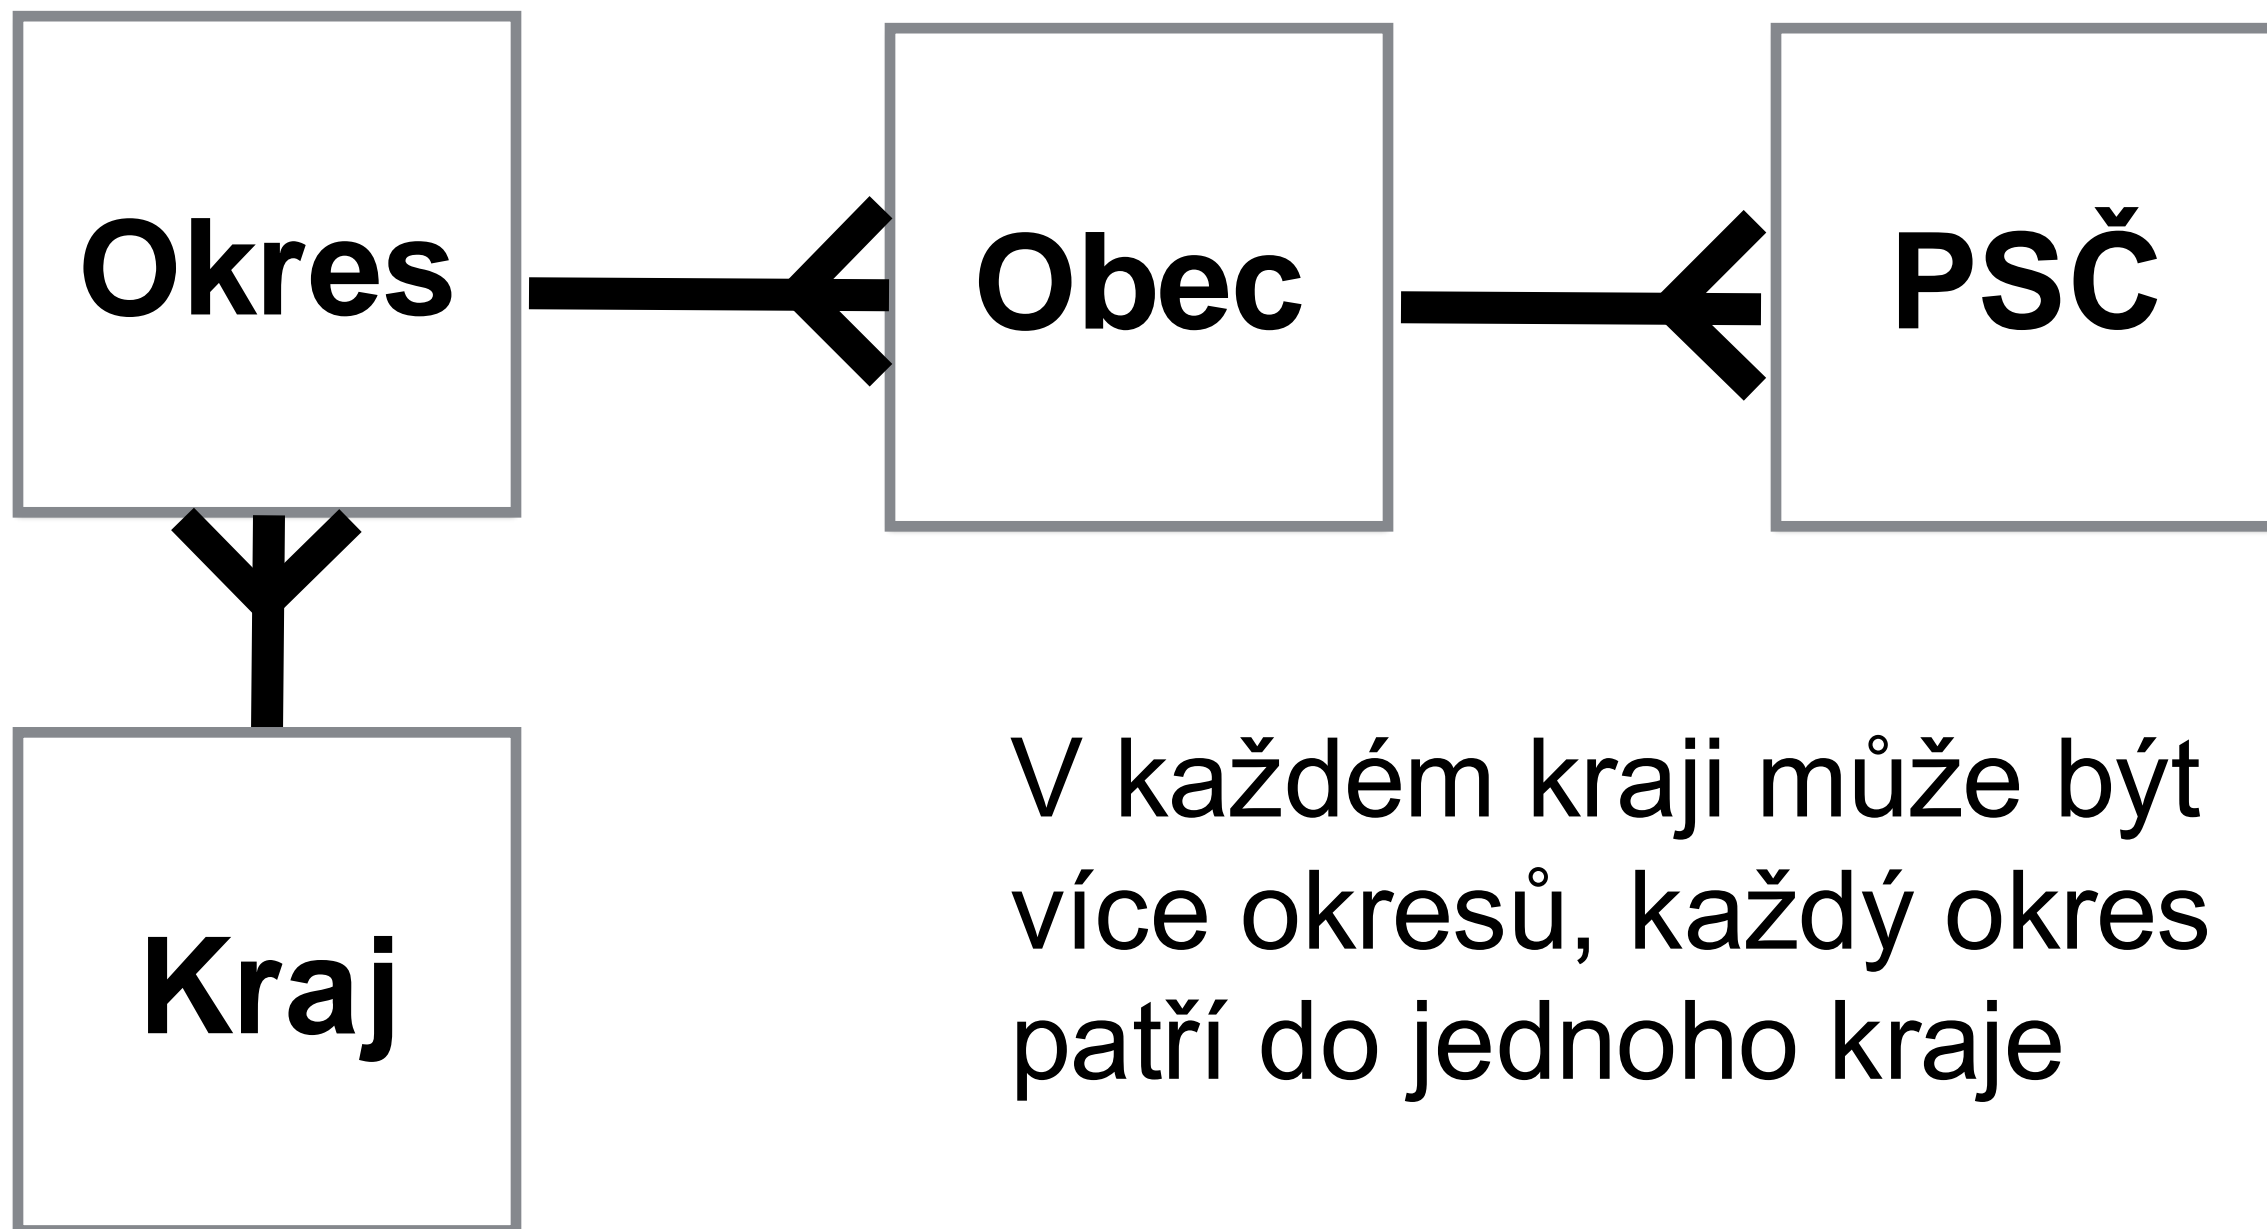 Okres
Obec
PSČ
Kraj
V každém kraji může být
více okresů, každý okres
patří do jednoho kraje